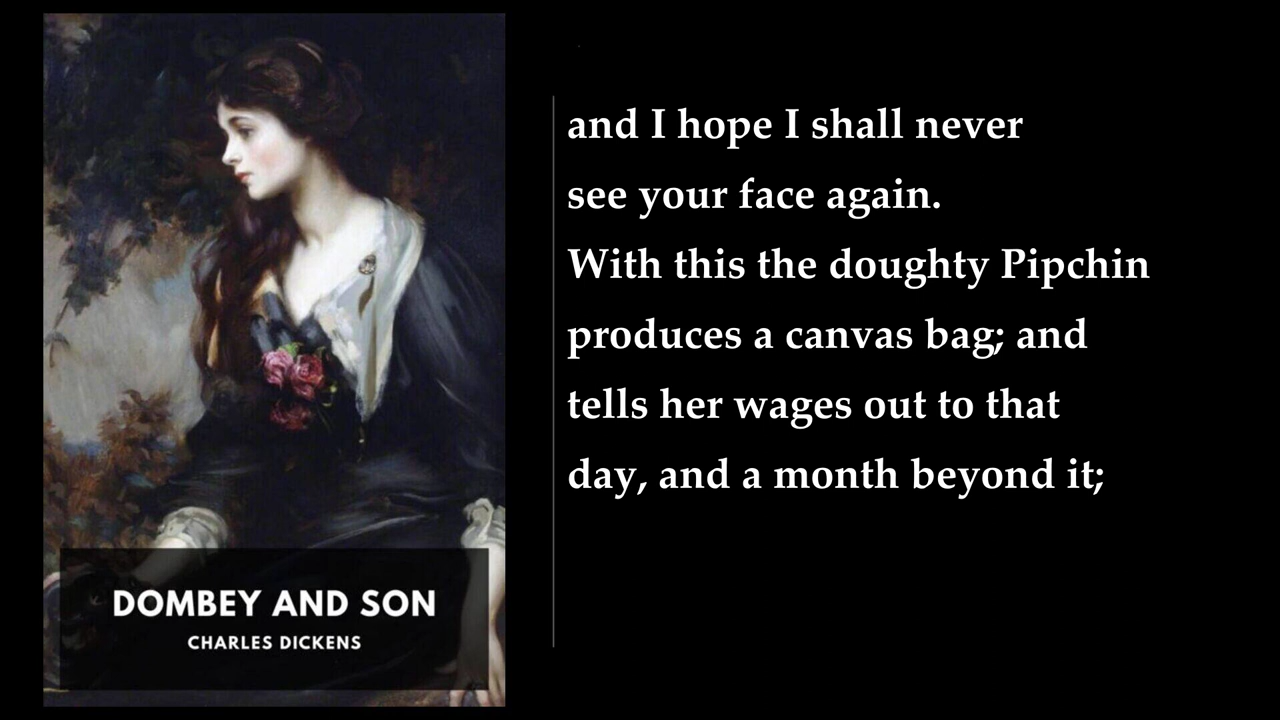 DOMBEY AND SON
CHARLES DICKENS
and I hope I shall never
see your face again.
With this the doughty Pipchin
produces a canvas bag; and
tells her wages out to that
day, and a month beyond it;